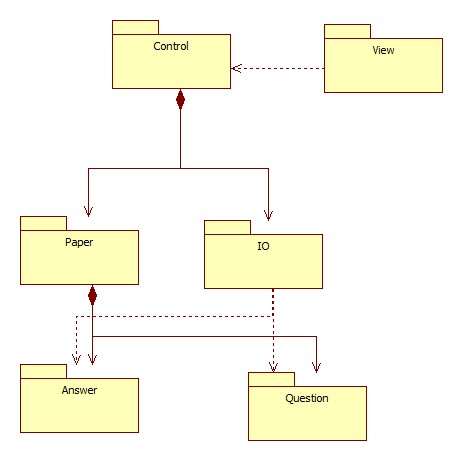 Control
View
Paper
IO
Answer
Question